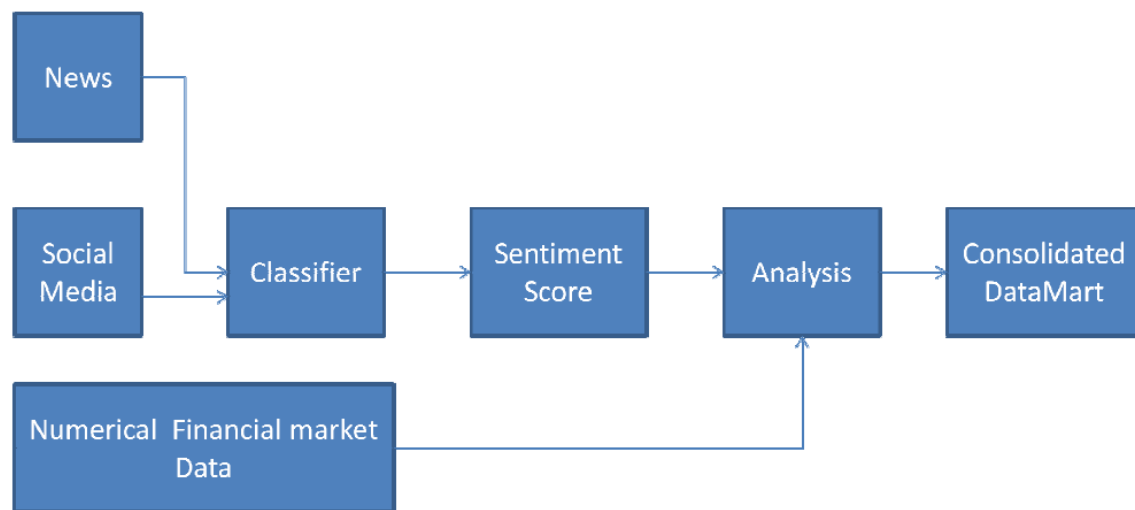 News
Social
Media
Classifier
Sentiment
Score
Analysis
Consolidated
DataMart
Numerical  Financial market
Data